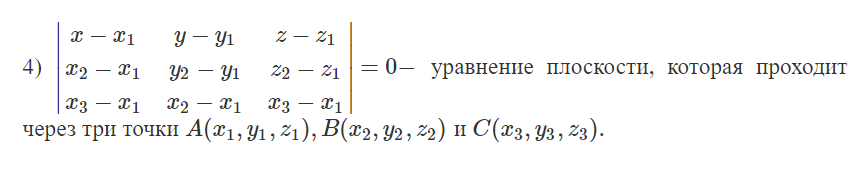 4) | x − x₁   y − y₁   z − z₁ |
| x₂ − x₁   y₂ − y₁   z₂ − z₁ | = 0− уравнение плоскости, которая проходит
| x₃ − x₁   x₂ − x₁   x₃ − x₁ |
через три точки A(x₁, y₁, z₁), B(x₂, y₂, z₂) и C(x₃, y₃, z₃).